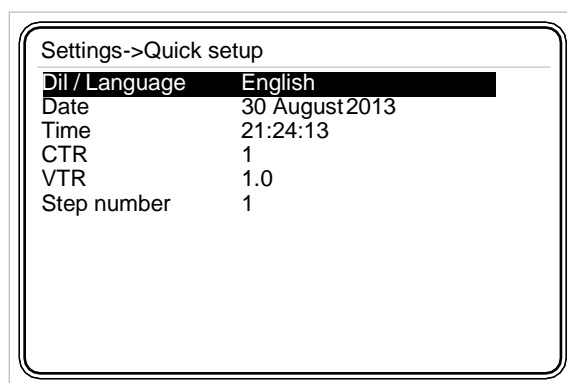 Settings->Quick setup
Dil / Language English
Date 30 August 2013
Time 21:24:13
CTR 1
VTR 1.0
Step number 1